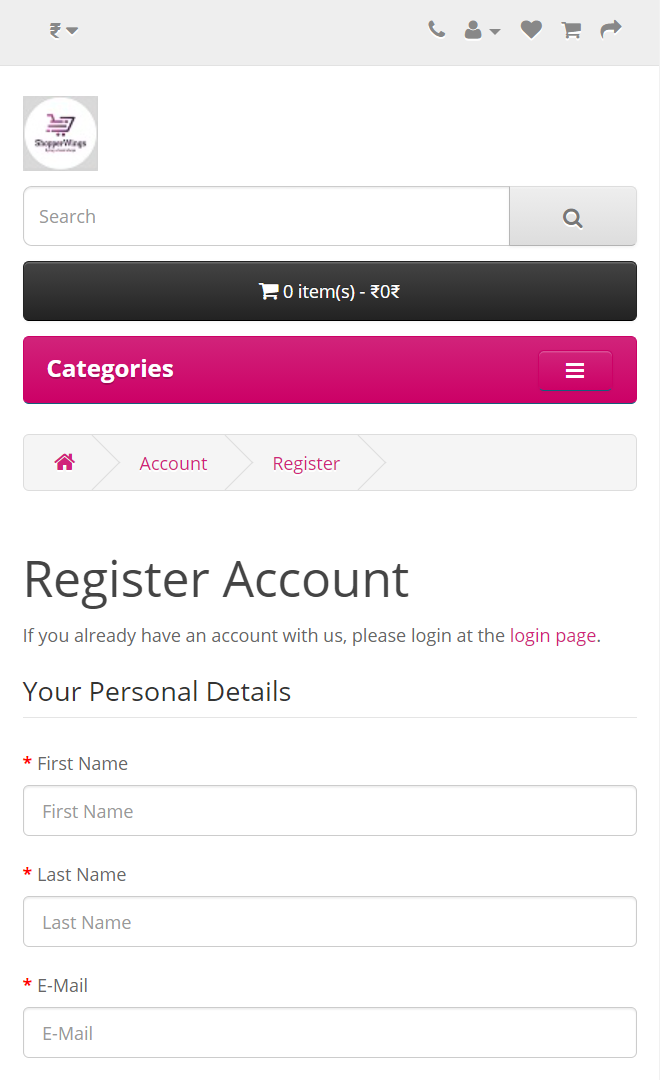 ₹
ShopperWings
Search
0 item(s) - ₹0₹
Categories
Account
Register
Register Account
If you already have an account with us, please login at the login page.
Your Personal Details
* First Name
First Name
* Last Name
Last Name
* E-Mail
E-Mail